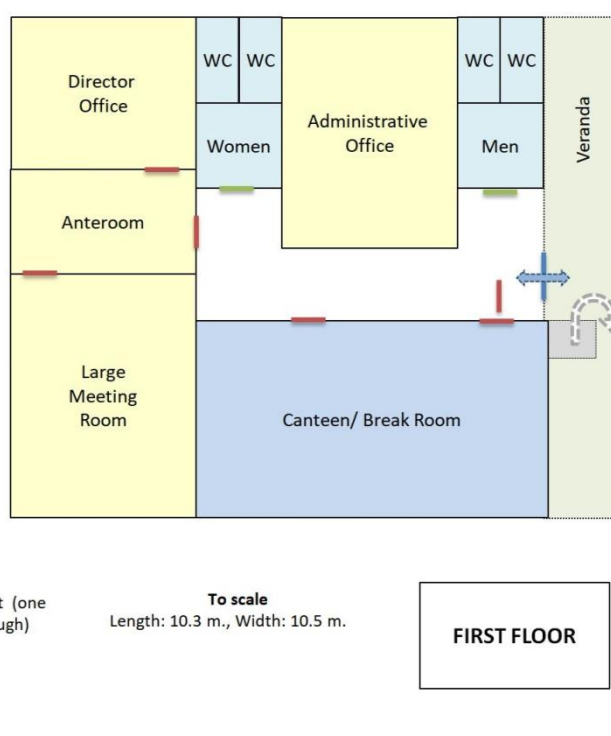 Director
Office
WC
WC
Women
Administrative
Office
WC
WC
Men
Veranda
Anteroom
Large
Meeting
Room
Canteen/ Break Room
(one
To scale
Length: 10.3 m., Width: 10.5 m.
FIRST FLOOR